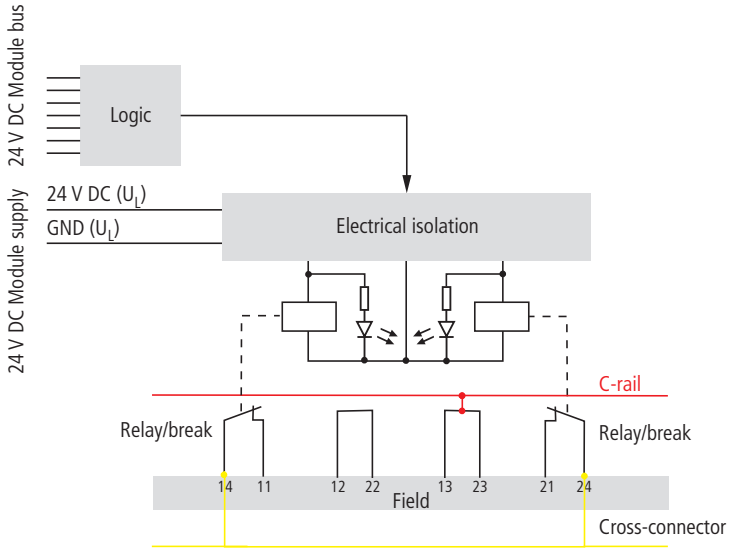 24 V DC Module bus
Logic
24 V DC Module supply
24 V DC (UL)
GND (UL)
Electrical isolation
C-rail
Relay/break
Relay/break
14 11 12 22 13 23 21 24
Field
Cross-connector